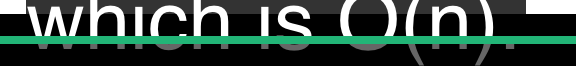 which is O(n).